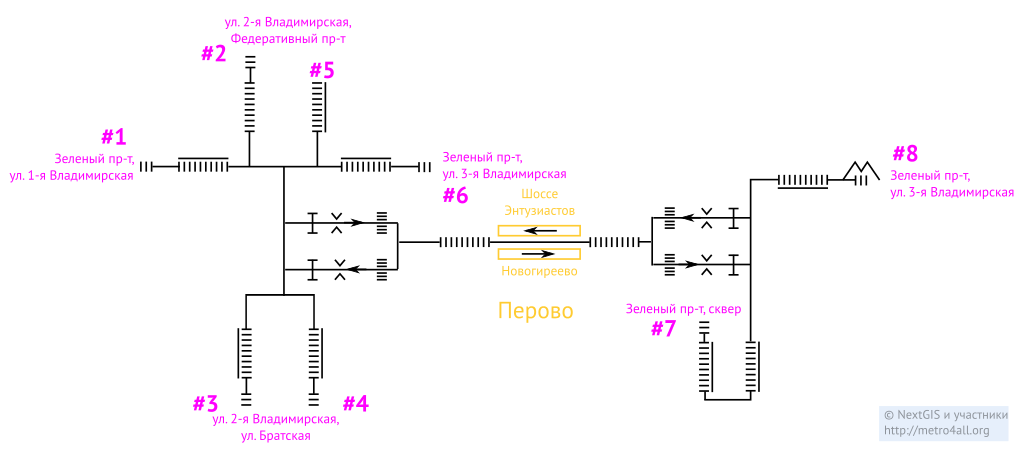 ул. 2-я Владимирская,
Федеративный пр-т
#2
#5
#1
Зеленый пр-т,
ул. 1-я Владимирская
Зеленый пр-т,
ул. 3-я Владимирская
#6
#8
Зеленый пр-т,
ул. 3-я Владимирская
Шоссе
Энтузиастов
Новогиреево
Перово
Зеленый пр-т, сквер
#7
#3
#4
ул. 2-я Владимирская,
ул. Братская
© NextGIS и участники
http://metro4all.org